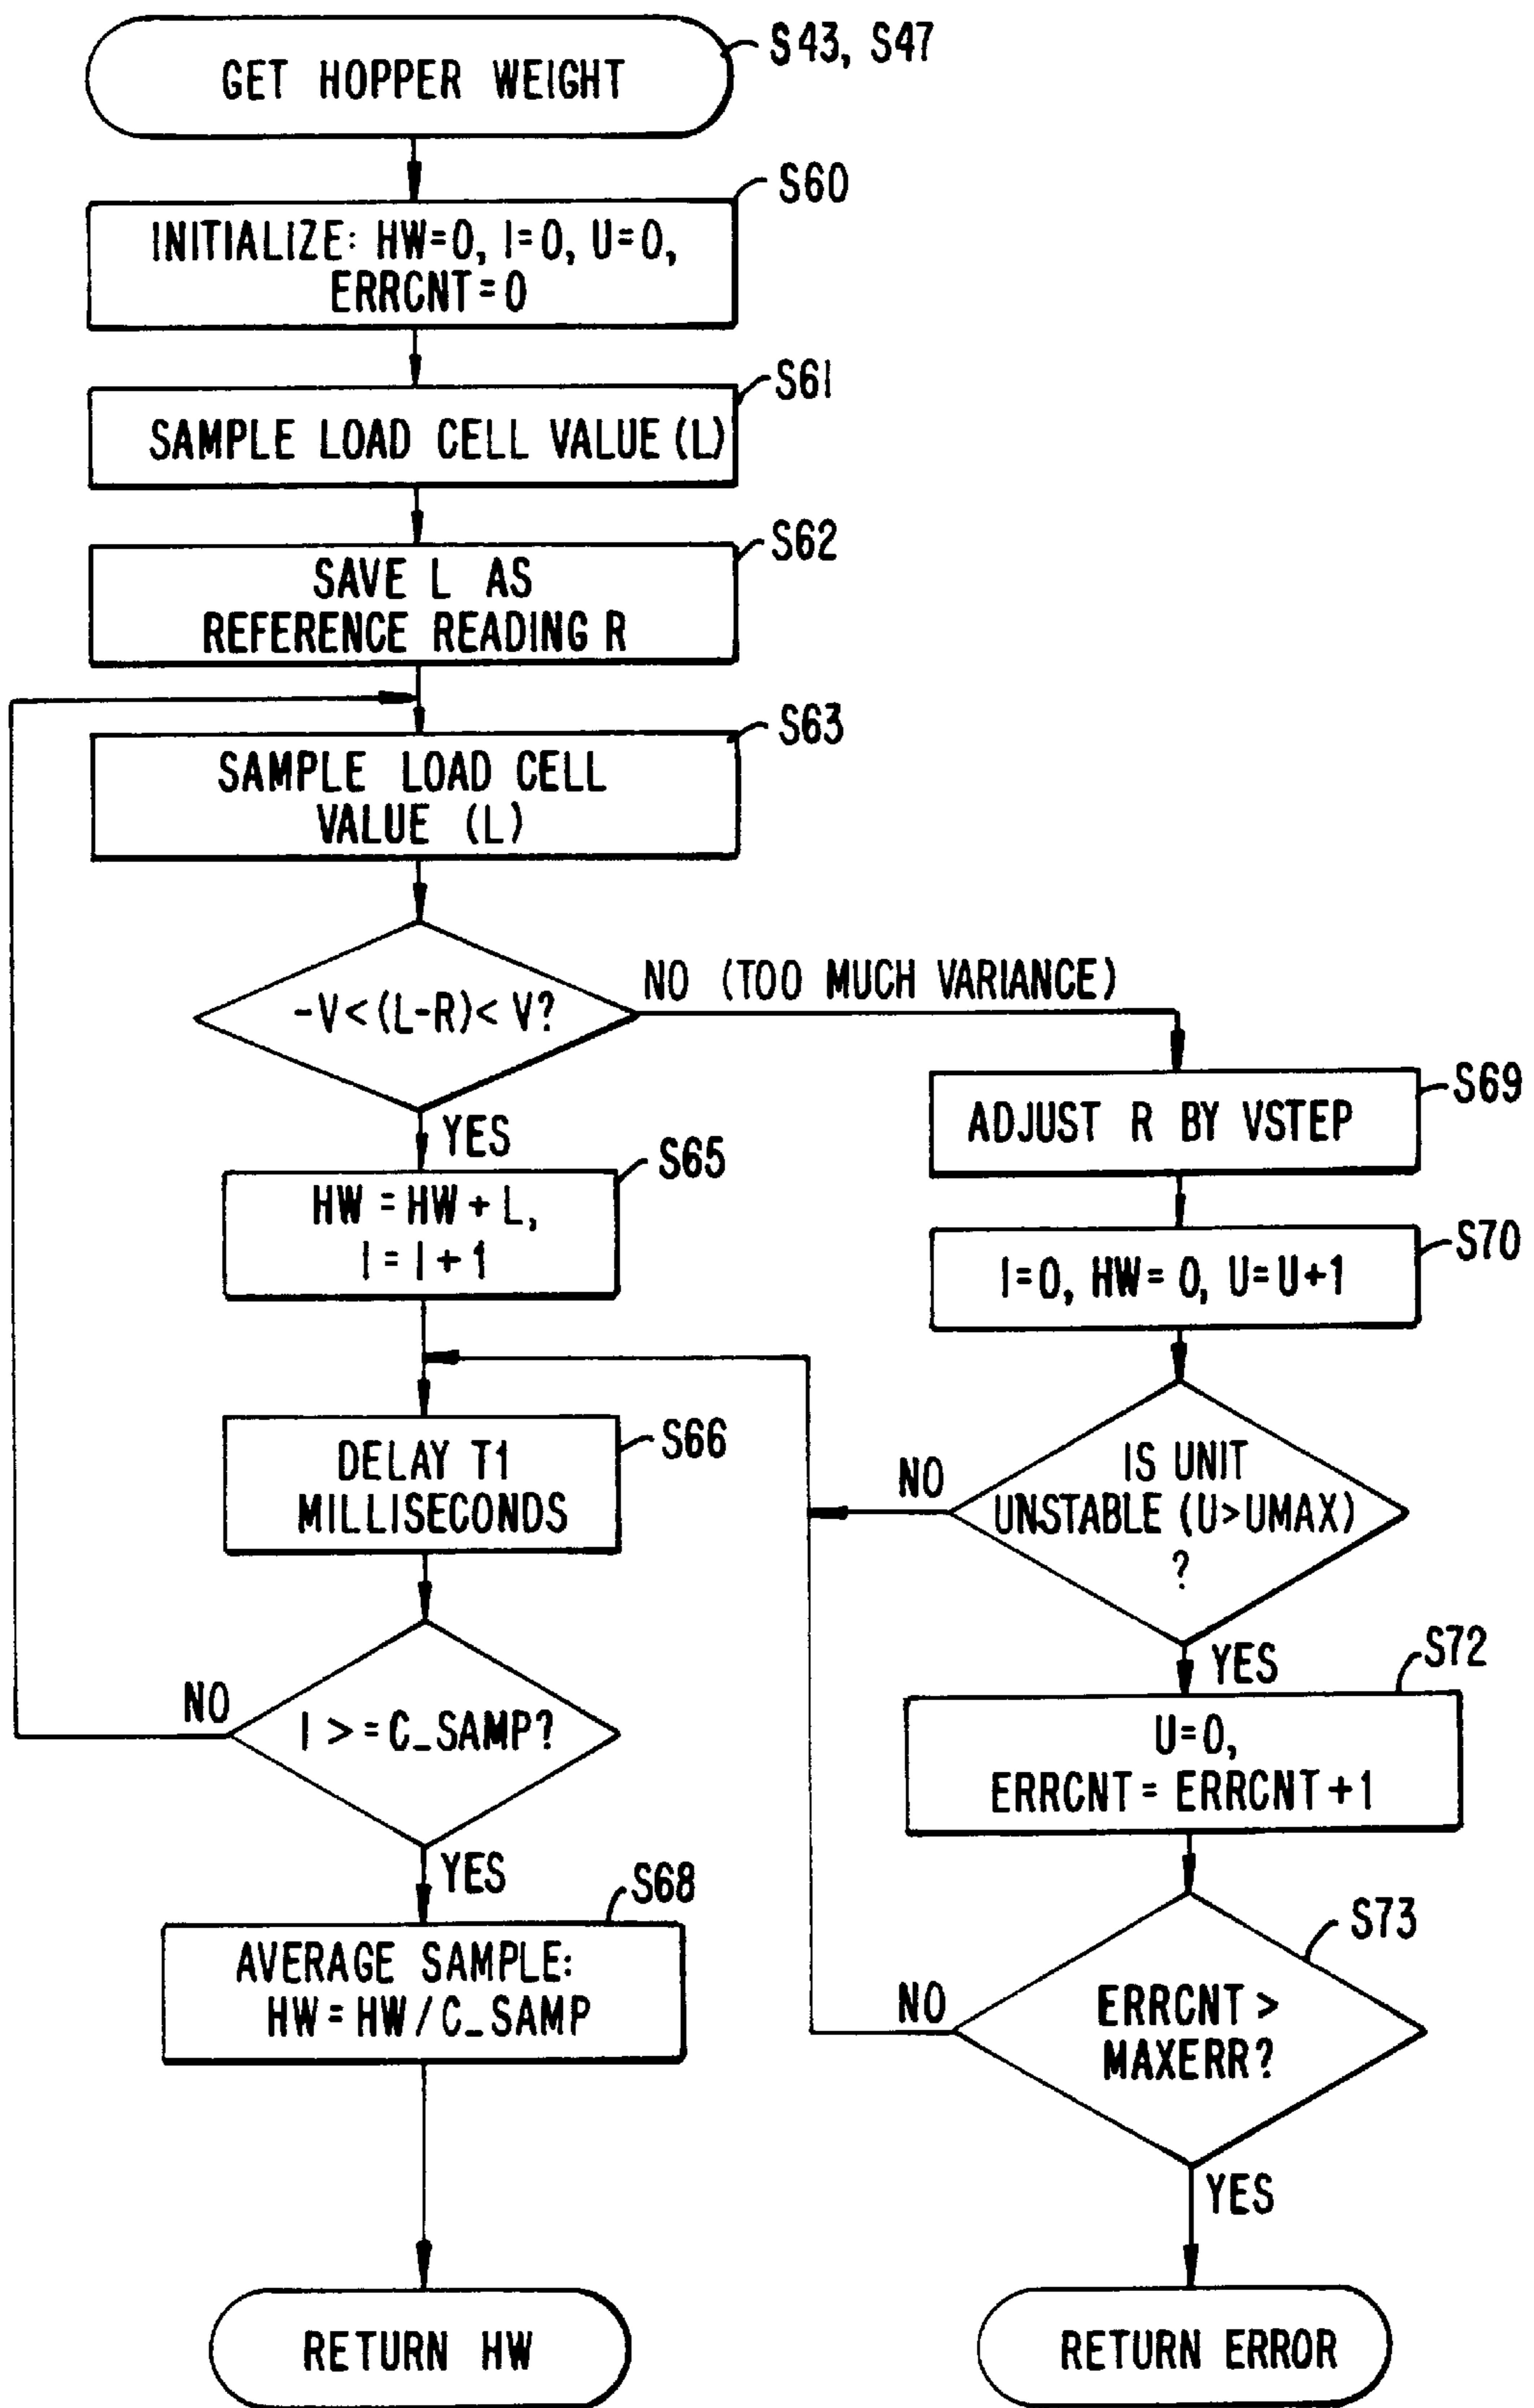 GET HOPPER WEIGHT
S43, S47
S60
INITIALIZE: HW=0, I=0, U=0,
ERRCNT=0
S61
SAMPLE LOAD CELL VALUE (L)
S62
SAVE L AS
REFERENCE READING R
S63
SAMPLE LOAD CELL
VALUE (L)
-V<(L-R)< V?
NO (TOO MUCH VARIANCE)
YES
S65
HW = HW + L,
I = I + 1
S66
DELAY T1
MILLISECONDS
NO
I >= C_SAMP?
YES
S68
AVERAGE SAMPLE:
HW = HW / C_SAMP
RETURN HW
S69
ADJUST R BY VSTEP
S70
I=0, HW=0, U=U+1
NO
IS UNIT
UNSTABLE (U>UMAX)
?
YES
S72
U=0,
ERRCNT = ERRCNT +1
S73
NO
ERRCNT >
MAXERR?
YES
RETURN ERROR